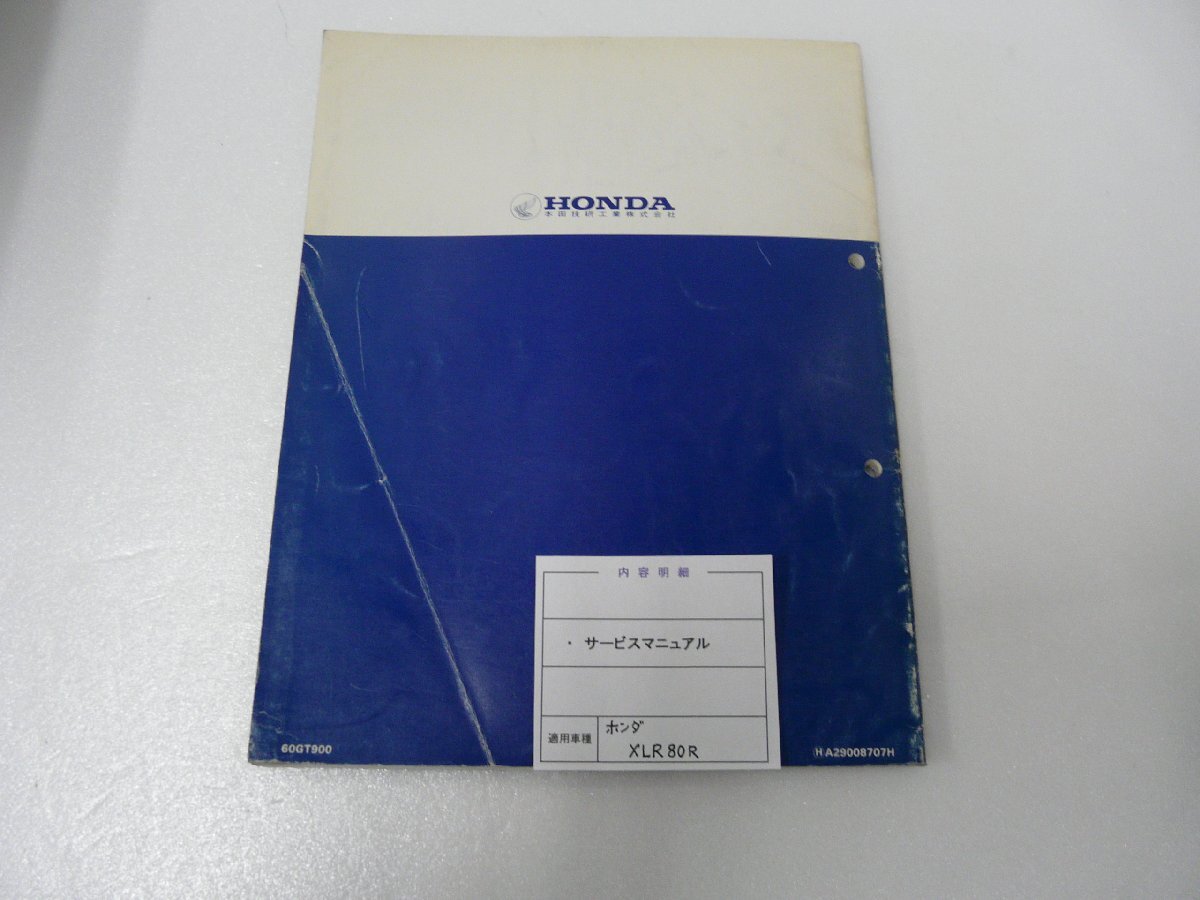 HONDA
本田技研工業株式会社
内容明細
・ サービスマニュアル
適用車種
ホンダ
XLR80R
60GT900
Ⓗ A29008707H